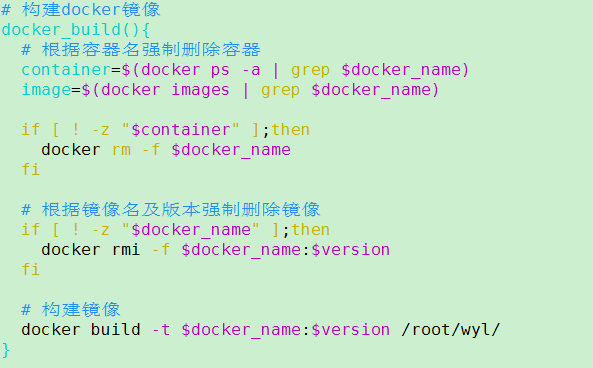 # 构建docker镜像
docker_build(){
  # 根据容器名强制删除容器
  container=$(docker ps -a | grep $docker_name)
  image=$(docker images | grep $docker_name)

  if [ ! -z "$container" ];then
    docker rm -f $docker_name
  fi

  # 根据镜像名及版本强制删除镜像
  if [ ! -z "$docker_name" ];then
    docker rmi -f $docker_name:$version
  fi

  # 构建镜像
  docker build -t $docker_name:$version /root/wyl/
}